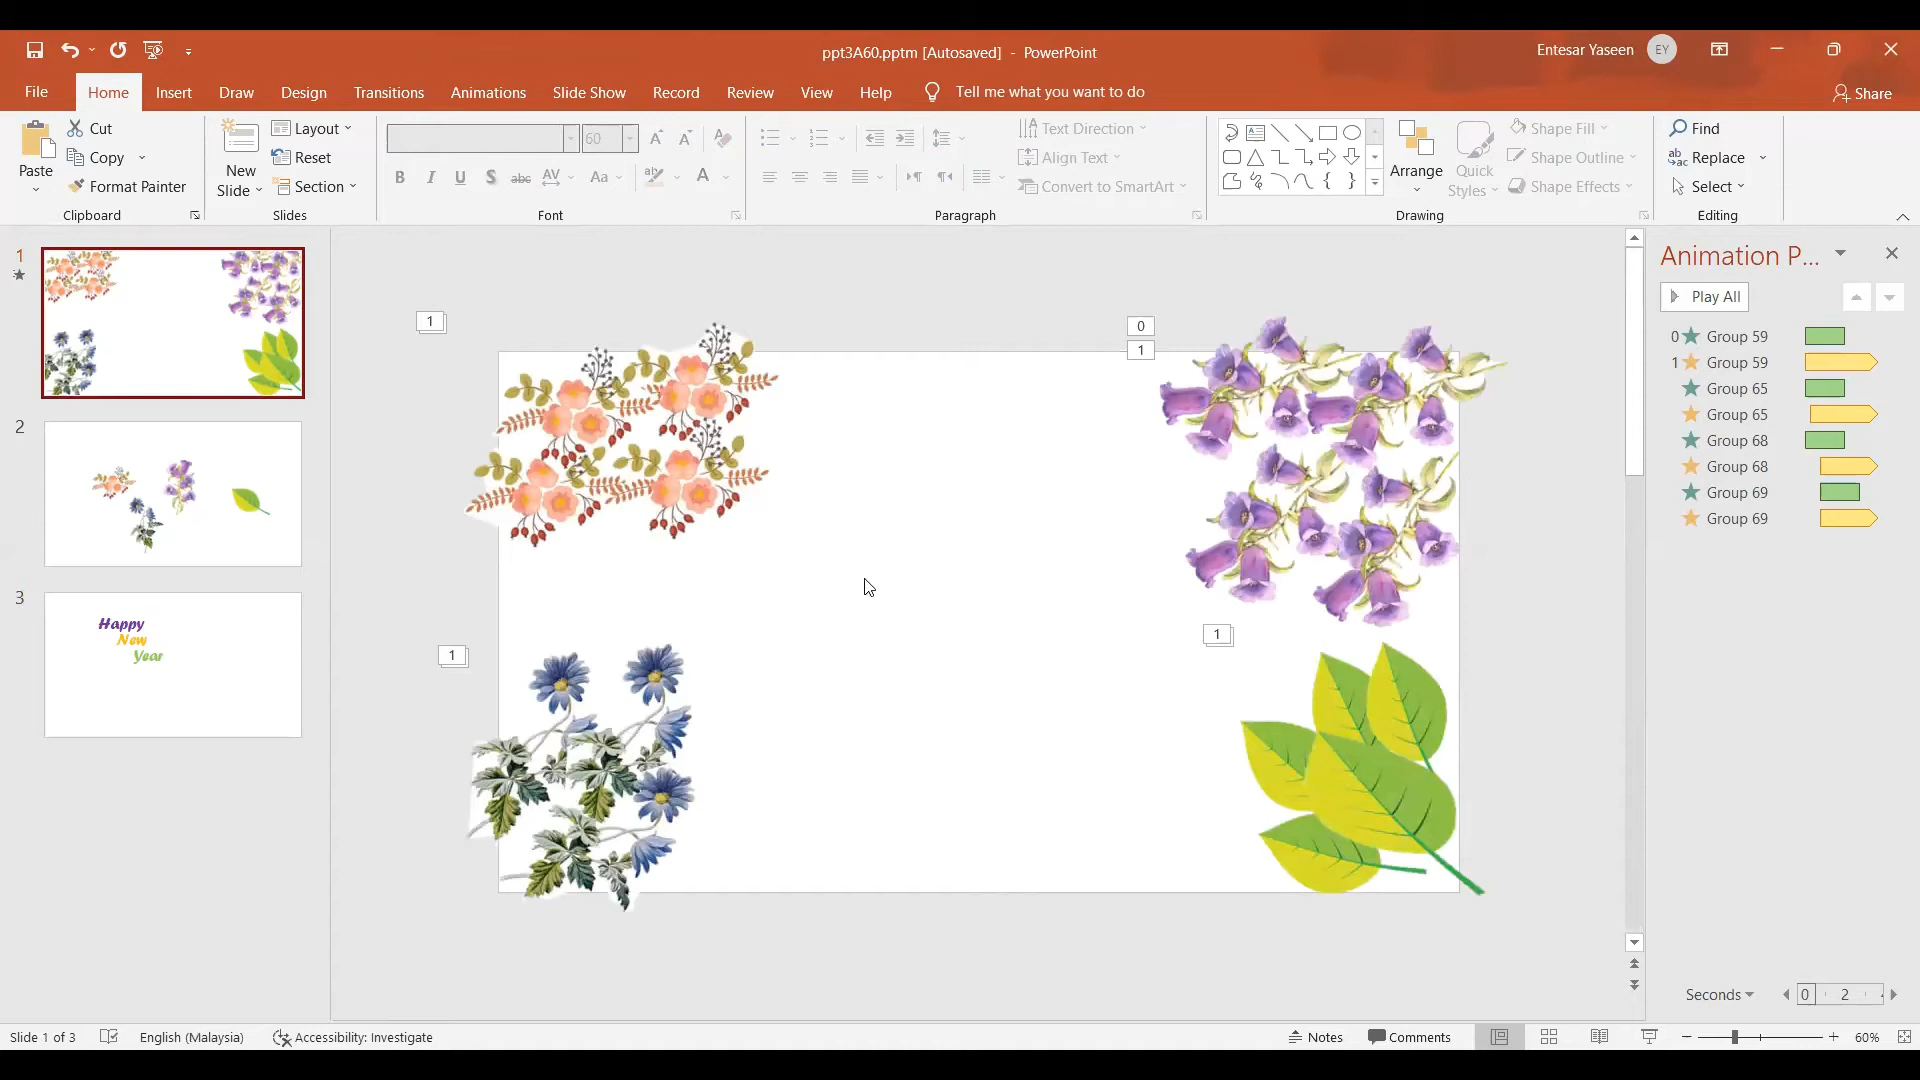 ppt3A60.pptm [Autosaved] - PowerPoint
Entesar Yaseen EY
File Home Insert Draw Design Transitions Animations Slide Show Record Review View Help Tell me what you want to do Share
Paste
Cut
Copy
Format Painter
Clipboard
New Slide
Layout
Reset
Section
Slides
60
B I U S abc AV Aa A
Font
Text Direction
Align Text
Convert to SmartArt
Paragraph
Arrange
Quick Styles
Shape Fill
Shape Outline
Shape Effects
Drawing
Find
Replace
Select
Editing
1
2
3
Happy
New
Year
1
0
1
1
1
Animation P...
Play All
0 Group 59
1 Group 59
Group 65
Group 65
Group 68
Group 68
Group 69
Group 69
Seconds 0 2
Slide 1 of 3 English (Malaysia) Accessibility: Investigate Notes Comments 60%